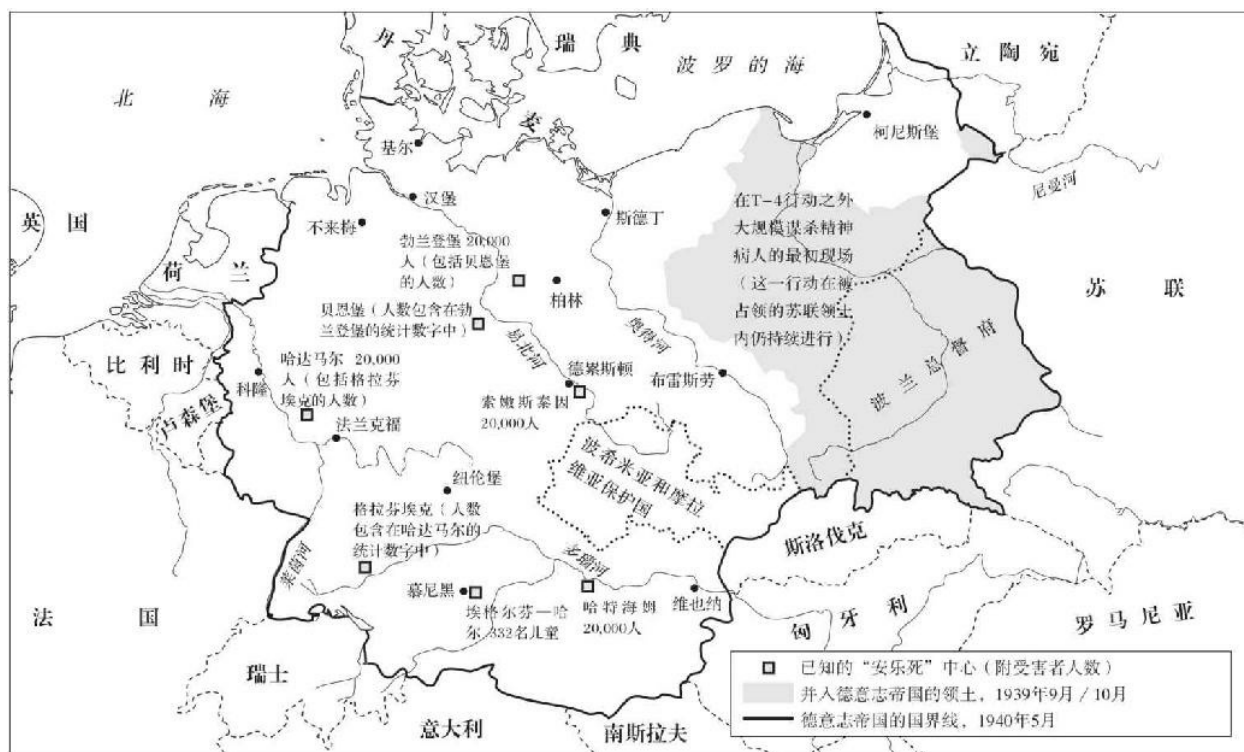 丹
麦
瑞 典
波 罗 的 海
立 陶 宛
北 海
基尔
柯尼斯堡
尼曼河
汉堡
不来梅
斯德丁
英 国
荷 兰
勃兰登堡 20,000
人（包括贝恩堡
的人数）
柏林
在T-4行动之外
大规模谋杀精神
病人的最初现场
（这一行动在被
占领的苏联领土
内仍持续进行）
苏 联
贝恩堡（人数包含在勃
兰登堡的统计数字中）
易北河
奥得河
比利时
卢森堡
科隆
哈达马尔 20,000
人（包括格拉芬
埃克的人数）
德累斯顿
布雷斯劳
波兰总督府
索嫩斯泰因
20,000人
法兰克福
纽伦堡
波希米亚和摩拉
维亚保护国
格拉芬埃克（人数
包含在哈达马尔的
统计数字中）
莱茵河
多瑙河
斯洛伐克
慕尼黑
埃格尔芬—哈
尔 332名儿童
哈特海姆
20,000人
维也纳
法 国
瑞士
匈牙利
罗马尼亚
意大利
南斯拉夫
已知的“安乐死”中心（附受害者人数）
并入德意志帝国的领土，1939年9月／10月
德意志帝国的国界线，1940年5月